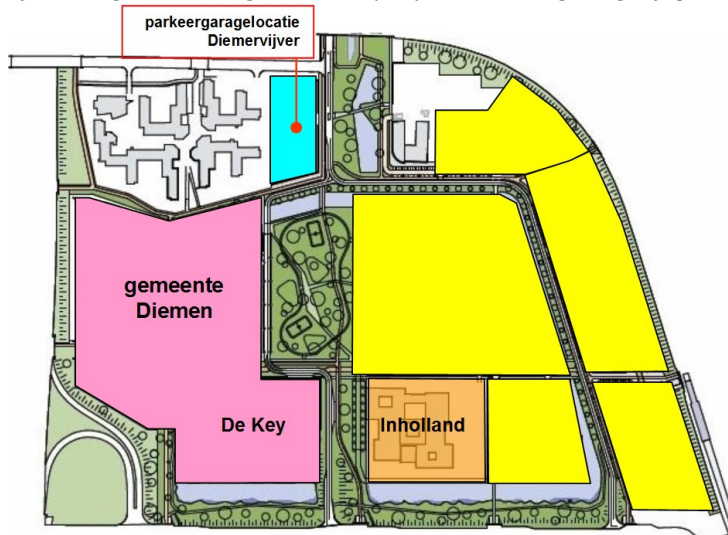 parkeergaragelocatie
Diemervijver
gemeente
Diemen
De Key
Inholland